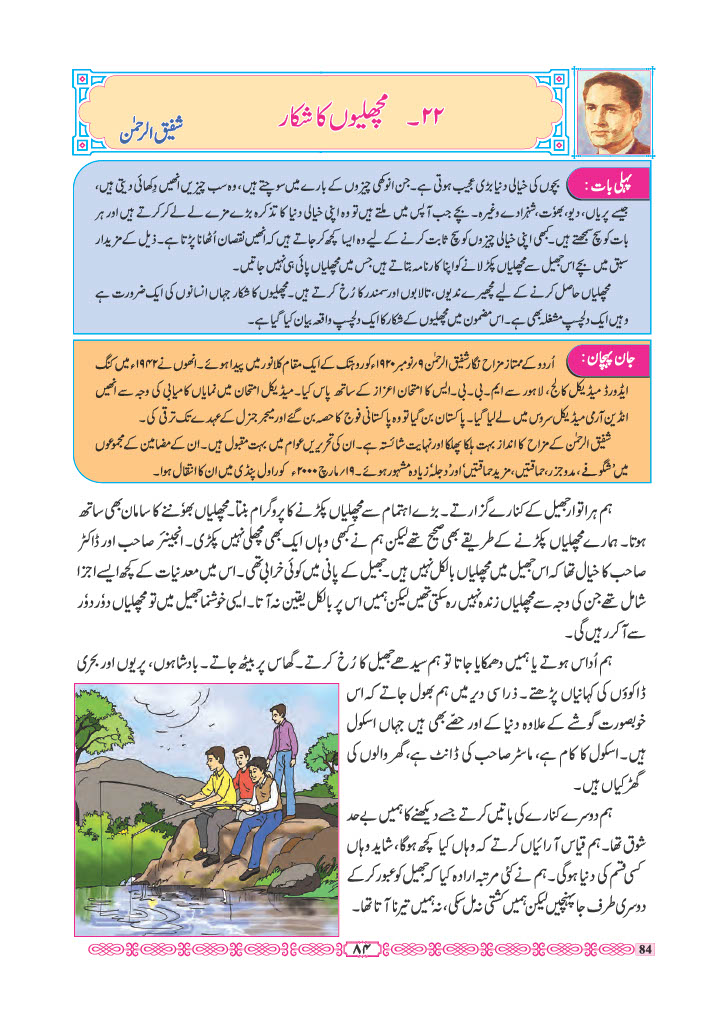 ۲۲۔ مچھلیوں کا شکار
شفیق الرحمٰن
پہلی بات :
بچّوں کی خیالی دنیا بڑی عجیب ہوتی ہے۔ جن انوکھی چیزوں کے بارے میں سوچتے ہیں، وہ سب چیزیں انھیں دِکھائی دیتی ہیں،
جیسے پریاں، دیو، بھوٗت، شہزادے وغیرہ۔ بچے جب آپس میں ملتے ہیں تو وہ اپنی خیالی دنیا کا تذکرہ بڑے مزے لے لے کر کرتے ہیں اور ہر
بات کو سچ سمجھتے ہیں۔ کبھی اپنی خیالی چیزوں کو سچ ثابت کرنے کے لیے وہ ایسا کچھ کر جاتے ہیں کہ انھیں نقصان اُٹھانا پڑتا ہے۔ ذیل کے مزیدار
سبق میں بچے اس جھیل سے مچھلیاں پکڑ لانے کو اپنا کارنامہ بتاتے ہیں جس میں مچھلیاں پائی ہی نہیں جاتیں۔
مچھلیاں حاصل کرنے کے لیے مچھیرے ندیوں، تالابوں اور سمندر کا رُخ کرتے ہیں۔ مچھلیوں کا شکار جہاں انسانوں کی ایک ضرورت ہے
وہیں ایک دلچسپ مشغلہ بھی ہے۔ اس مضمون میں مچھلیوں کے شکار کا ایک دلچسپ واقعہ بیان کیا گیا ہے۔
جان پہچان :
اُردو کے ممتاز مزاح نگار شفیق الرحمٰن ۹؍نومبر ۱۹۲۰ء کو روہتک کے ایک مقام کلانور میں پیدا ہوئے۔ انھوں نے ۱۹۴۲ء میں کنگ
ایڈورڈ میڈیکل کالج، لاہور سے ایم۔بی۔بی۔ایس کا امتحان اعزاز کے ساتھ پاس کیا۔ میڈیکل امتحان میں نمایاں کامیابی کی وجہ سے انھیں
انڈین آرمی میڈیکل سروس میں لے لیا گیا۔ پاکستان بن گیا تو وہ پاکستانی فوج کا حصہ بن گئے اور میجر جنرل کے عہدے تک ترقی کی۔
شفیق الرحمٰن کے مزاح کا انداز بہت ہلکا پھلکا اور نہایت شائستہ ہے۔ ان کی تحریریں عوام میں بہت مقبول ہیں۔ ان کے مضامین کے مجموعوں
میں 'شگوفے، مدوجزر، حماقتیں، مزید حماقتیں' اور 'دجلہ' زیادہ مشہور ہوئے۔ ۱۹؍مارچ ۲۰۰۰ء کو راول پنڈی میں ان کا انتقال ہوا۔
ہم ہر اتوار جھیل کے کنارے گزارتے۔ بڑے اہتمام سے مچھلیاں پکڑنے کا پروگرام بنتا۔ مچھلیاں بھوٗننے کا سامان بھی ساتھ
ہوتا۔ ہمارے مچھلیاں پکڑنے کے طریقے بھی صحیح تھے لیکن ہم نے کبھی وہاں ایک بھی مچھلی نہیں پکڑی۔ انجینئر صاحب اور ڈاکٹر
صاحب کا خیال تھا کہ اس جھیل میں مچھلیاں بالکل نہیں ہیں۔ جھیل کے پانی میں کوئی خرابی تھی۔ اس میں معدنیات کے کچھ ایسے اجزا
شامل تھے جن کی وجہ سے مچھلیاں زندہ نہیں رہ سکتی تھیں لیکن ہمیں اس پر بالکل یقین نہ آتا۔ ایسی خوشنما جھیل میں تو مچھلیاں دوٗر دوٗر
سے آکر رہیں گی۔
ہم اُداس ہوتے یا ہمیں دھمکایا جاتا تو ہم سیدھے جھیل کا رُخ کرتے۔ گھاس پر بیٹھ جاتے۔ بادشاہوں، پریوں اور بحری
ڈاکوؤں کی کہانیاں پڑھتے۔ ذرا سی دیر میں ہم بھول جاتے کہ اس
خوبصورت گوشے کے علاوہ دنیا کے اور حصّے بھی ہیں جہاں اسکول
ہیں۔ اسکول کا کام ہے، ماسٹر صاحب کی ڈانٹ ہے، گھر والوں کی
گھڑکیاں ہیں۔
ہم دوسرے کنارے کی باتیں کرتے جسے دیکھنے کا ہمیں بے حد
شوق تھا۔ ہم قیاس آرائیاں کرتے کہ وہاں کیا کچھ ہوگا، شاید وہاں
کسی قسم کی دنیا ہوگی۔ ہم نے کئی مرتبہ ارادہ کیا کہ جھیل کو عبور کرکے
دوسری طرف جا پہنچیں لیکن ہمیں کشتی نہ مل سکی، نہ ہمیں تیرنا آتا تھا۔
۸۴
84